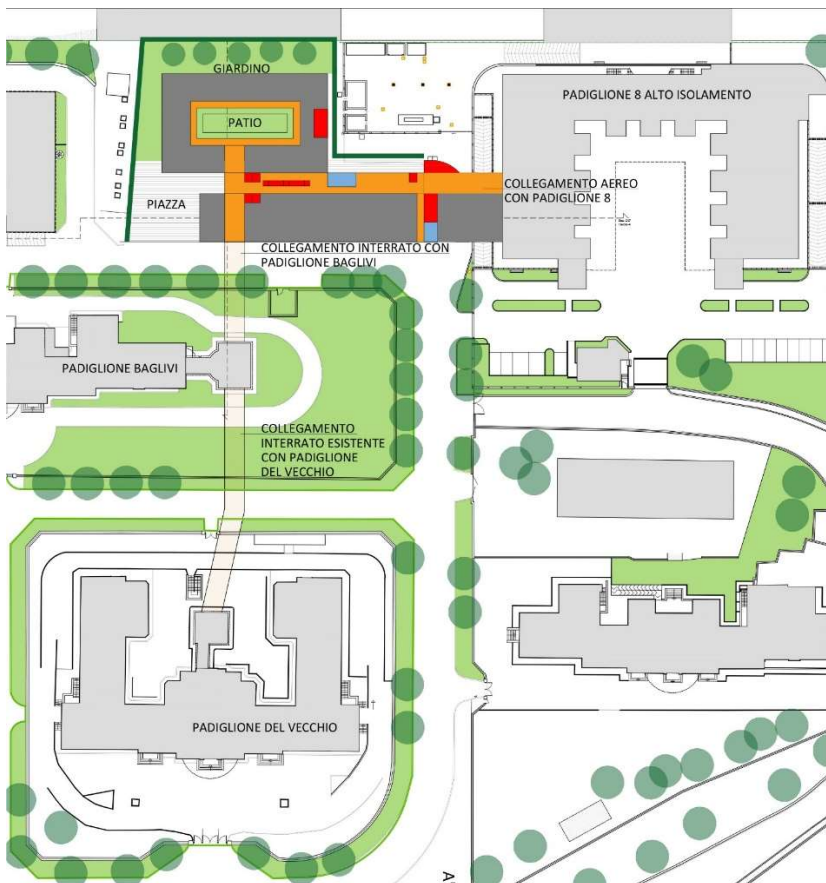 GIARDINO
PADIGLIONE 8 ALTO ISOLAMENTO
PATIO
PIAZZA
COLLEGAMENTO AEREO
CON PADIGLIONE 8
COLLEGAMENTO INTERRATO CON
PADIGLIONE BAGLIVI
PADIGLIONE BAGLIVI
COLLEGAMENTO
INTERRATO ESISTENTE
CON PADIGLIONE
DEL VECCHIO
PADIGLIONE DEL VECCHIO